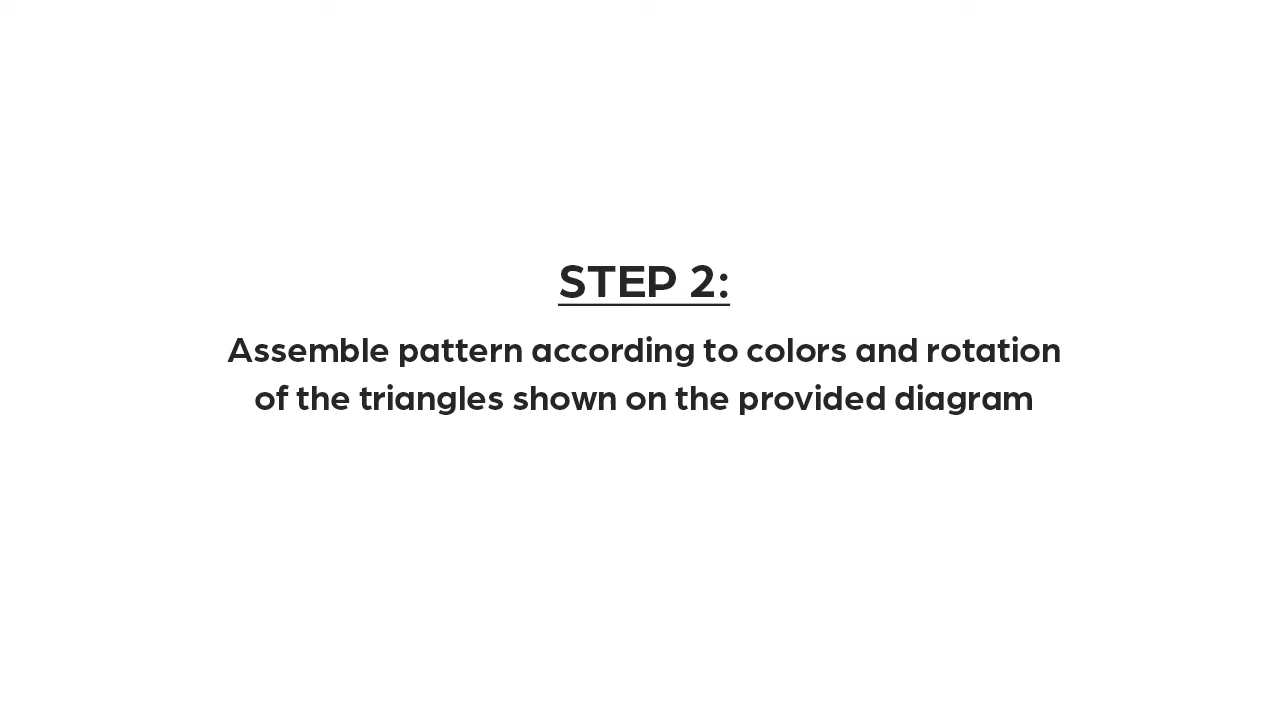 STEP 2:
Assemble pattern according to colors and rotation
of the triangles shown on the provided diagram